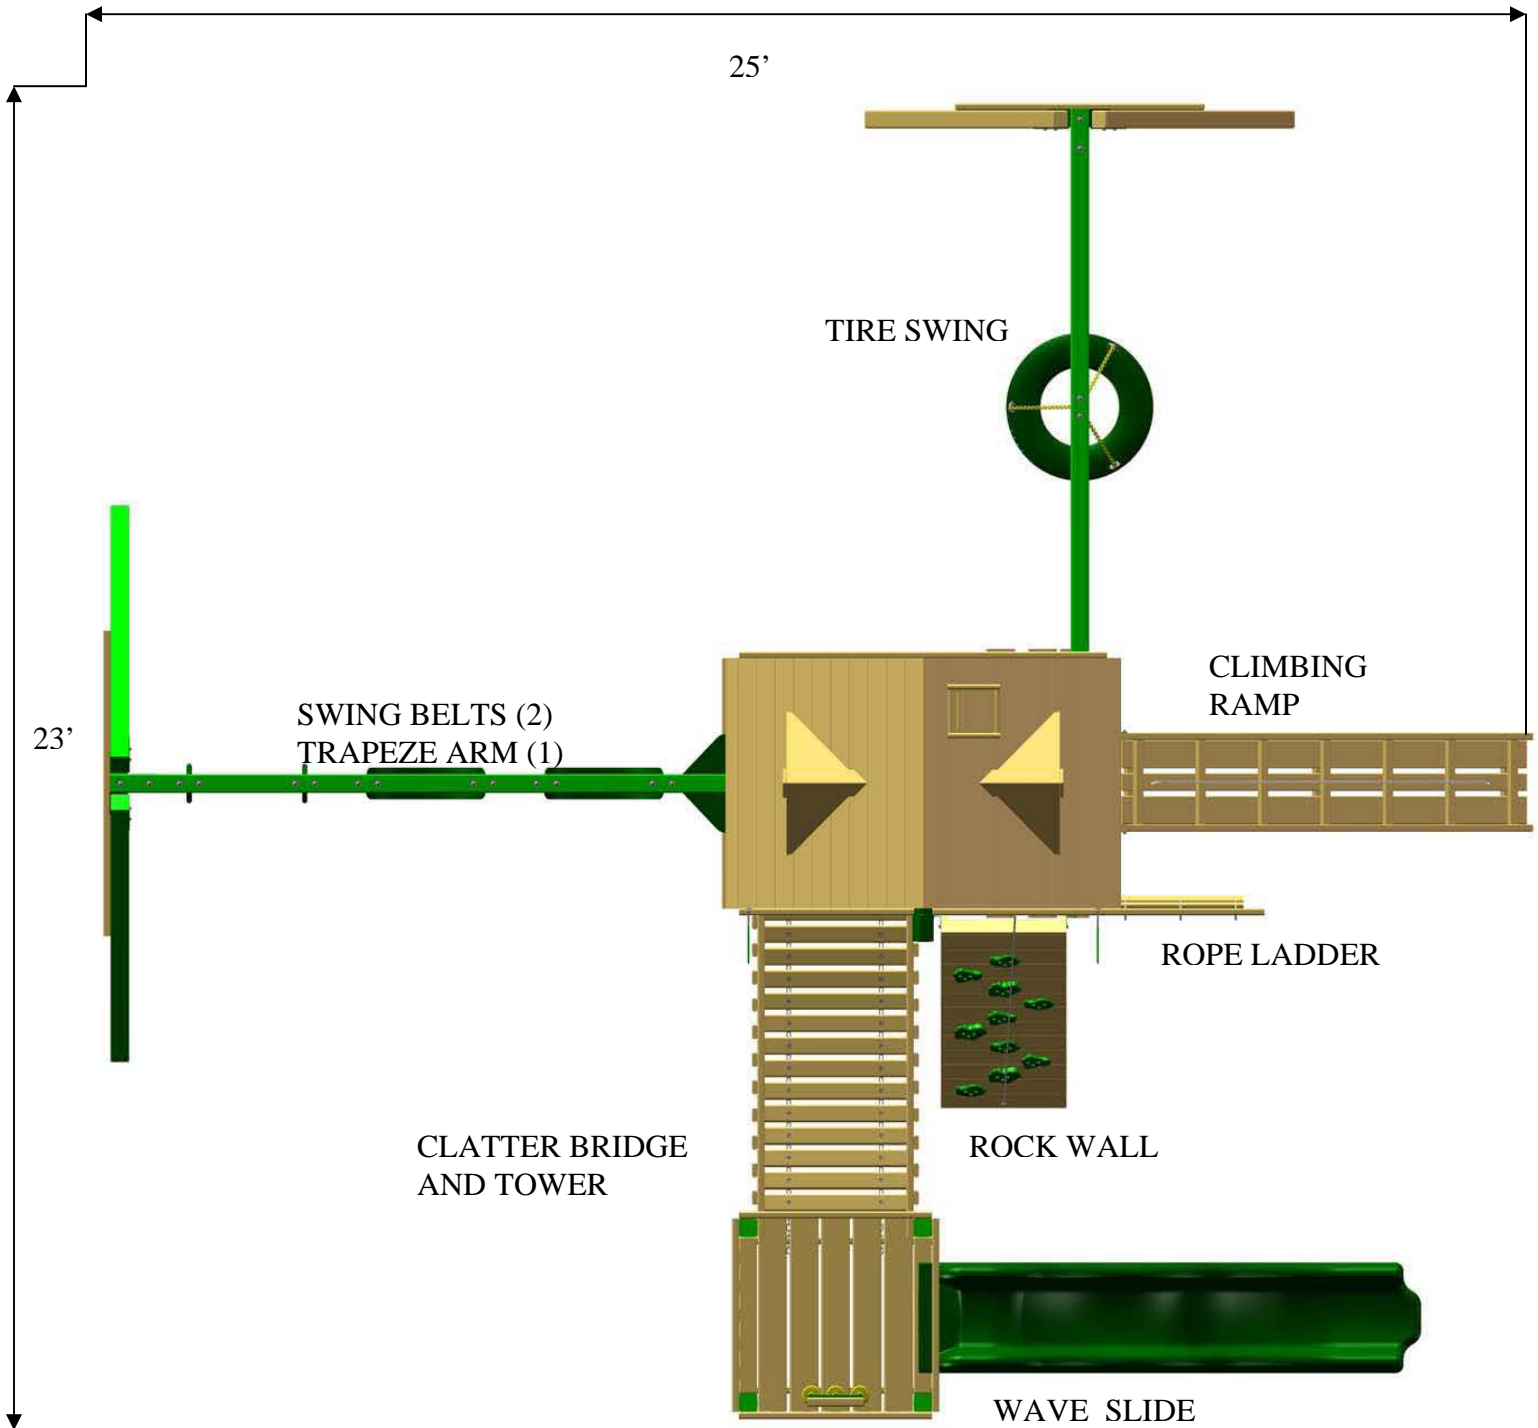 25’
TIRE SWING
CLIMBING
RAMP
SWING BELTS (2)
TRAPEZE ARM (1)
23’
ROPE LADDER
CLATTER BRIDGE
AND TOWER
ROCK WALL
WAVE SLIDE